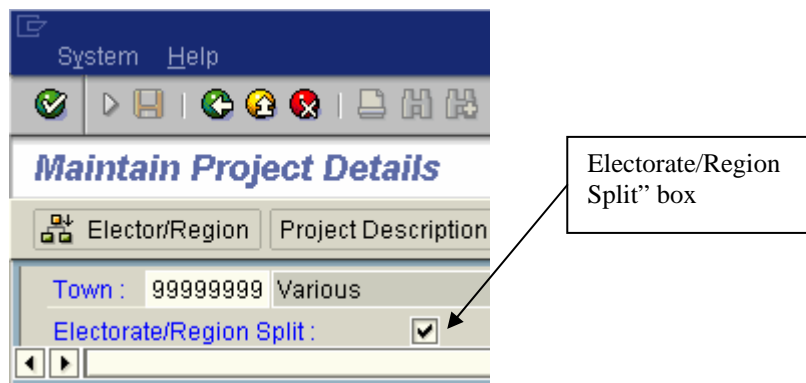 System Help
Maintain Project Details
Elector/Region Project Description
Town : 99999999 Various
Electorate/Region Split :
Electorate/Region
Split” box